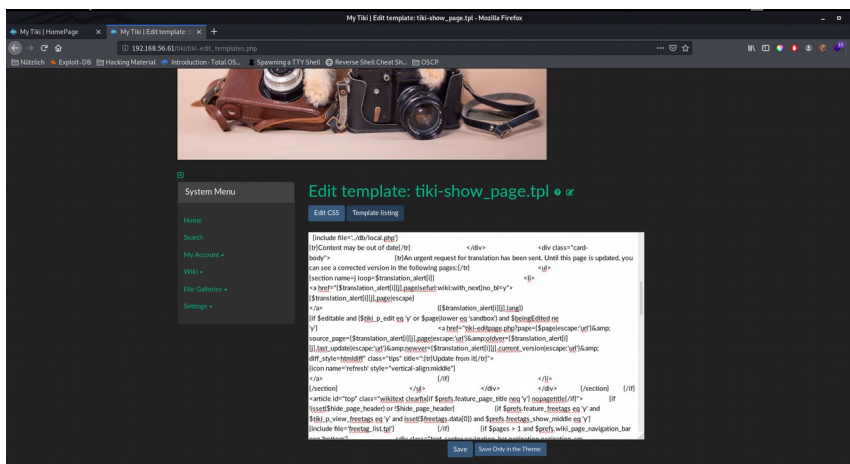 My Tiki | Edit template: tiki-show_page.tpl - Mozilla Firefox
My Tiki | HomePage
My Tiki | Edit template: t
192.168.56.61/tiki/tiki-edit_templates.php
Nützlich
Exploit-DB
Hacking Material
Introduction · Total OS...
Spawning a TTY Shell
Reverse Shell Cheat Sh...
OSCP
System Menu
Home
Search
My Account
Wiki
File Galleries
Settings
Edit template: tiki-show_page.tpl
Edit CSS
Template listing
{include file='../db/local.php'}
{tr}Content may be out of date{/tr} </div> <div class="card-
body"> {tr}An urgent request for translation has been sent. Until this page is updated, you
can see a corrected version in the following pages:{/tr} <ul>
{section name=j loop=$translation_alert[i]} <li>
<a href="{$translation_alert[i][j].page|sefurl:wiki:with_next}no_bl=y">
{$translation_alert[i][j].page|escape}
</a> ({$translation_alert[i][j].lang})
{if $editable and ($tiki_p_edit eq 'y' or $page|lower eq 'sandbox') and $beingEdited ne
'y'} <a href="tiki-editpage.php?page={$page|escape:'url'}&amp;
source_page={$translation_alert[i][j].page|escape:'url'}&amp;oldver={$translation_alert[i]
[j].last_update|escape:'url'}&amp;newver={$translation_alert[i][j].current_version|escape:'url'}&amp;
diff_style=htmldiff" class="tips" title=":{tr}Update from it{/tr}">
{icon name='refresh' style="vertical-align:middle"}
</a> {/if} </li>
{/section} </ul> </div> </div> {/section} {/if}
<article id="top" class="wikitext clearfix{if $prefs.feature_page_title neq 'y'} nopagetitle{/if}"> {if
!isset($hide_page_header) or !$hide_page_header} {if $prefs.feature_freetags eq 'y' and
$tiki_p_view_freetags eq 'y' and isset($freetags.data[0]) and $prefs.freetags_show_middle eq 'y'}
{include file='freetag_list.tpl'} {/if} {if $pages > 1 and $prefs.wiki_page_navigation_bar
Save
Save Only in the Theme: